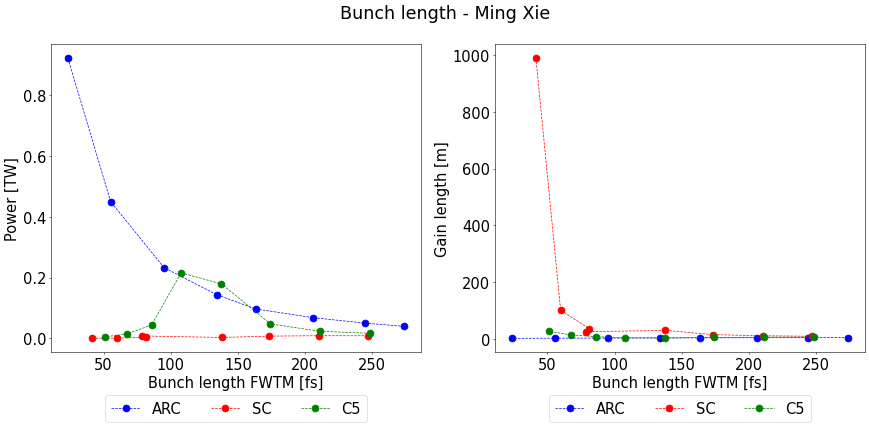 Bunch length - Ming Xie
Power [TW]
0.8
0.6
0.4
0.2
0.0
50 100 150 200 250
Bunch length FWTM [fs]
ARC SC C5
Gain length [m]
1000
800
600
400
200
0
50 100 150 200 250
Bunch length FWTM [fs]
ARC SC C5